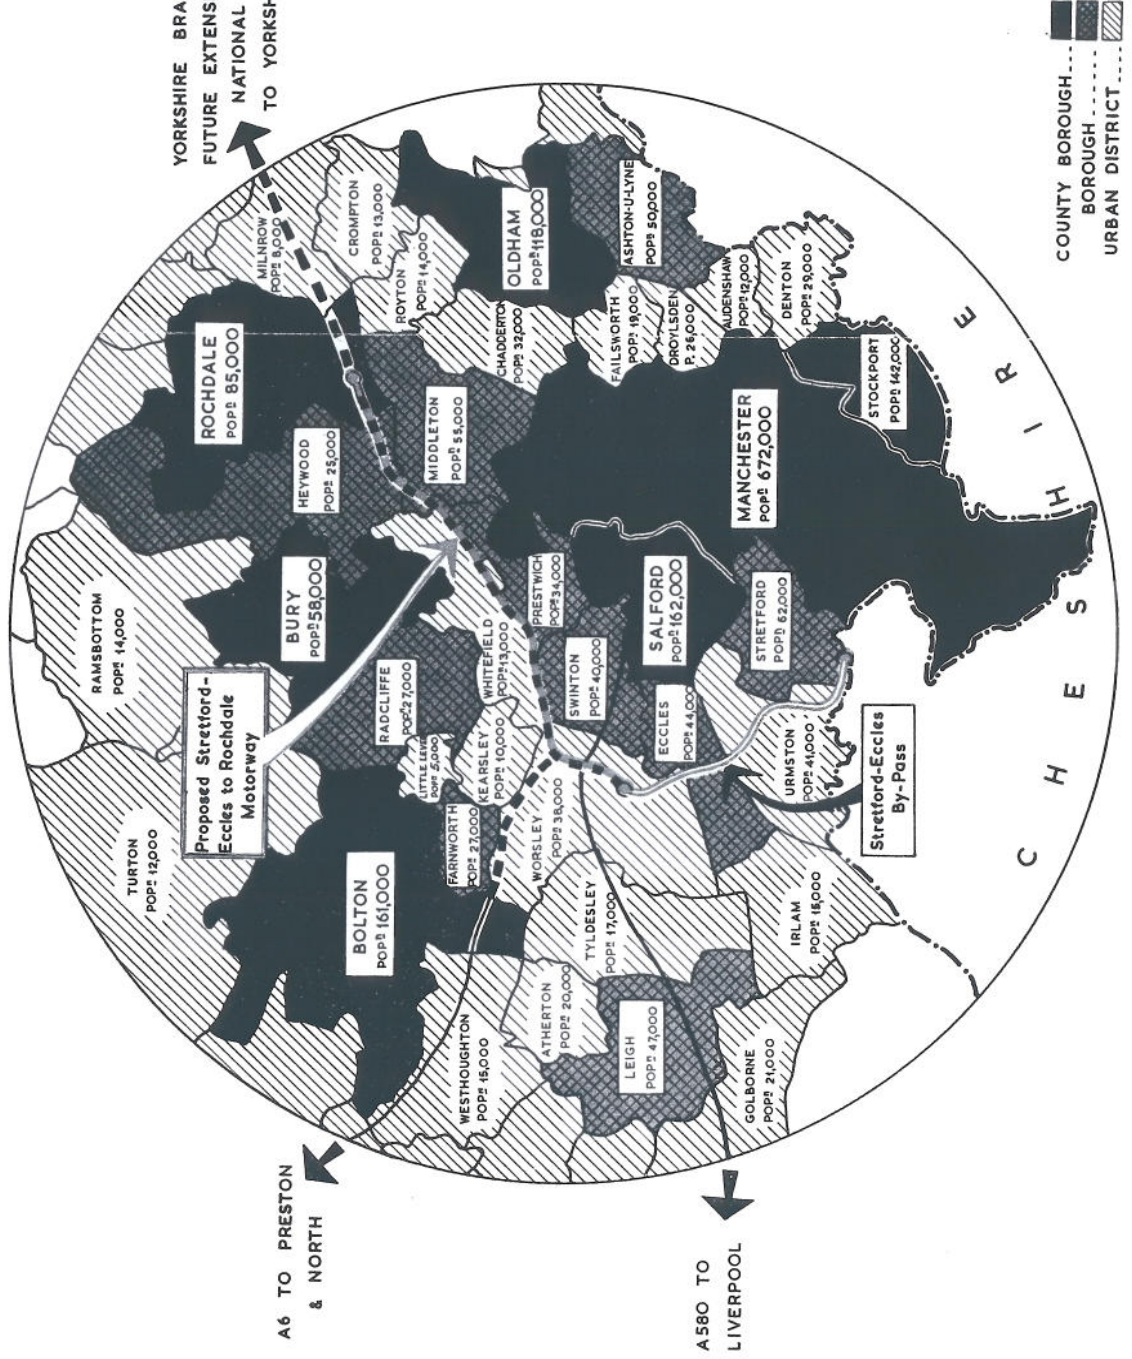 YORKSHIRE BRA
FUTURE EXTENS
NATIONAL
TO YORKSH
A6 TO PRESTON
& NORTH
A580 TO
LIVERPOOL
TURTON
POPⁿ 12,000
RAMSBOTTOM
POPⁿ 14,000
ROCHDALE
POPⁿ 85,000
MILNROW
POPⁿ 8,000
CROMPTON
POPⁿ 13,000
ROYTON
POPⁿ 14,000
HEYWOOD
POPⁿ 25,000
BURY
POPⁿ 58,000
Proposed Stretford-
Eccles to Rochdale
Motorway
BOLTON
POPⁿ 161,000
RADCLIFFE
POPⁿ 27,000
LITTLE LEVER
POPⁿ 5,000
MIDDLETON
POPⁿ 55,000
CHADDERTON
POPⁿ 32,000
OLDHAM
POPⁿ 118,000
WESTHOUGHTON
POPⁿ 15,000
FARNWORTH
POPⁿ 27,000
KEARSLEY
POPⁿ 10,000
WHITEFIELD
POPⁿ 13,000
PRESTWICH
POPⁿ 34,000
ATHERTON
POPⁿ 20,000
WORSLEY
POPⁿ 38,000
SWINTON
POPⁿ 40,000
FAILSWORTH
POPⁿ 19,000
ASHTON-U-LYNE
POPⁿ 50,000
TYLDESLEY
POPⁿ 17,000
LEIGH
POPⁿ 47,000
ECCLES
POPⁿ 44,000
SALFORD
POPⁿ 162,000
DROYLSDEN
P. 26,000
AUDENSHAW
POPⁿ 12,000
MANCHESTER
POPⁿ 672,000
DENTON
POPⁿ 29,000
GOLBORNE
POPⁿ 21,000
IRLAM
POPⁿ 15,000
URMSTON
POPⁿ 41,000
STRETFORD
POPⁿ 62,000
STOCKPORT
POPⁿ 142,000
Stretford-Eccles
By-Pass
CHESHIRE
COUNTY BOROUGH
BOROUGH
URBAN DISTRICT